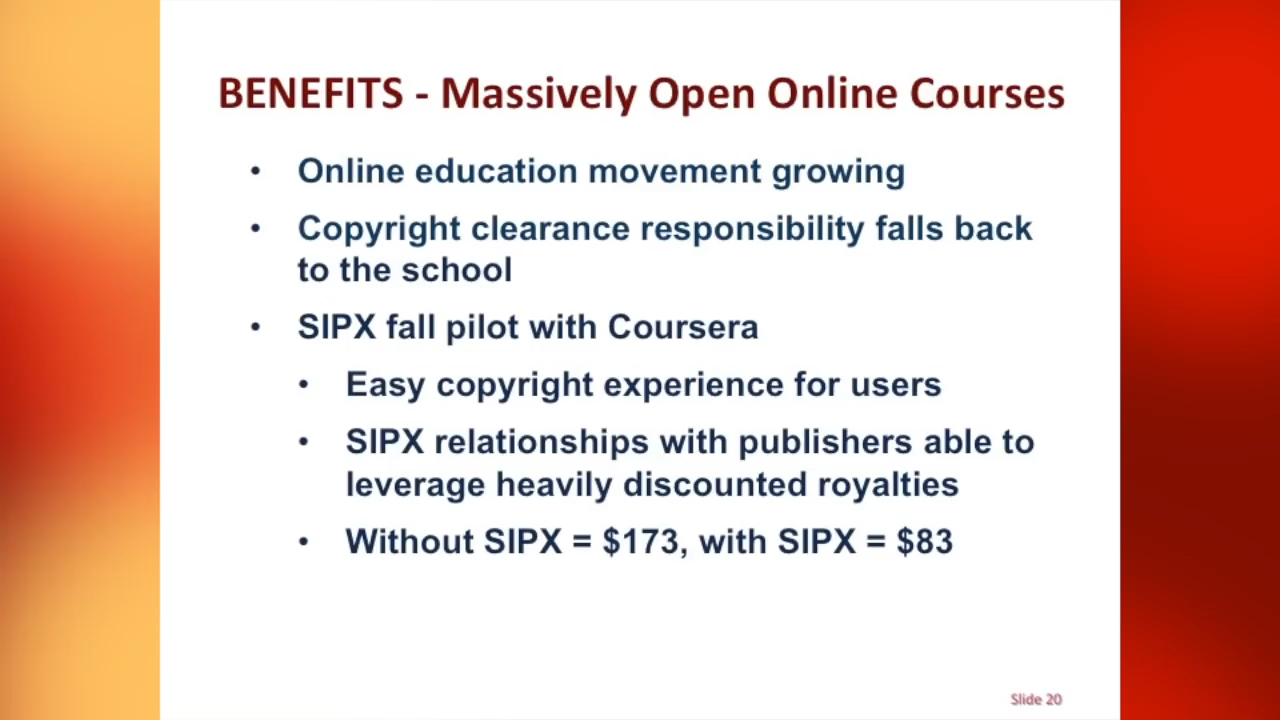 BENEFITS - Massively Open Online Courses
• Online education movement growing
• Copyright clearance responsibility falls back
to the school
• SIPX fall pilot with Coursera
• Easy copyright experience for users
• SIPX relationships with publishers able to
leverage heavily discounted royalties
• Without SIPX = $173, with SIPX = $83
Slide 20